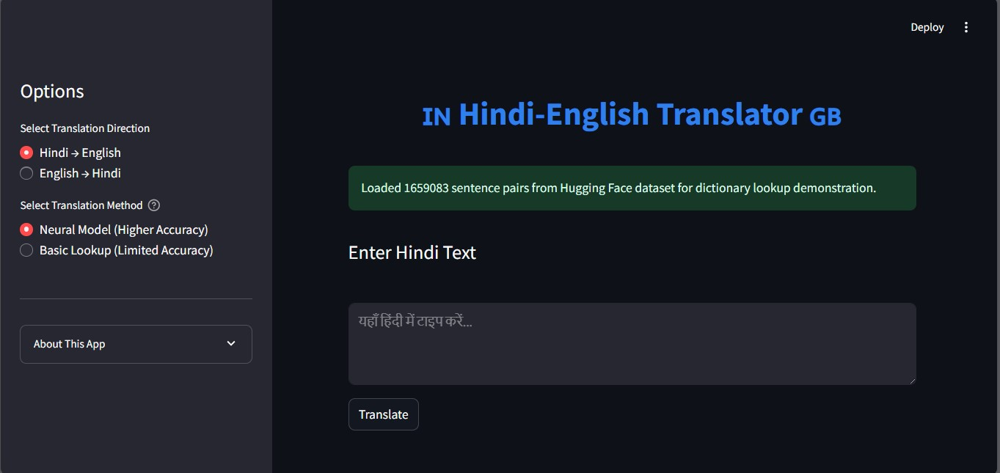 Deploy
Options
Select Translation Direction
Hindi → English
English → Hindi
Select Translation Method
Neural Model (Higher Accuracy)
Basic Lookup (Limited Accuracy)
About This App
IN Hindi-English Translator GB
Loaded 1659083 sentence pairs from Hugging Face dataset for dictionary lookup demonstration.
Enter Hindi Text
यहाँ हिंदी में टाइप करें...
Translate